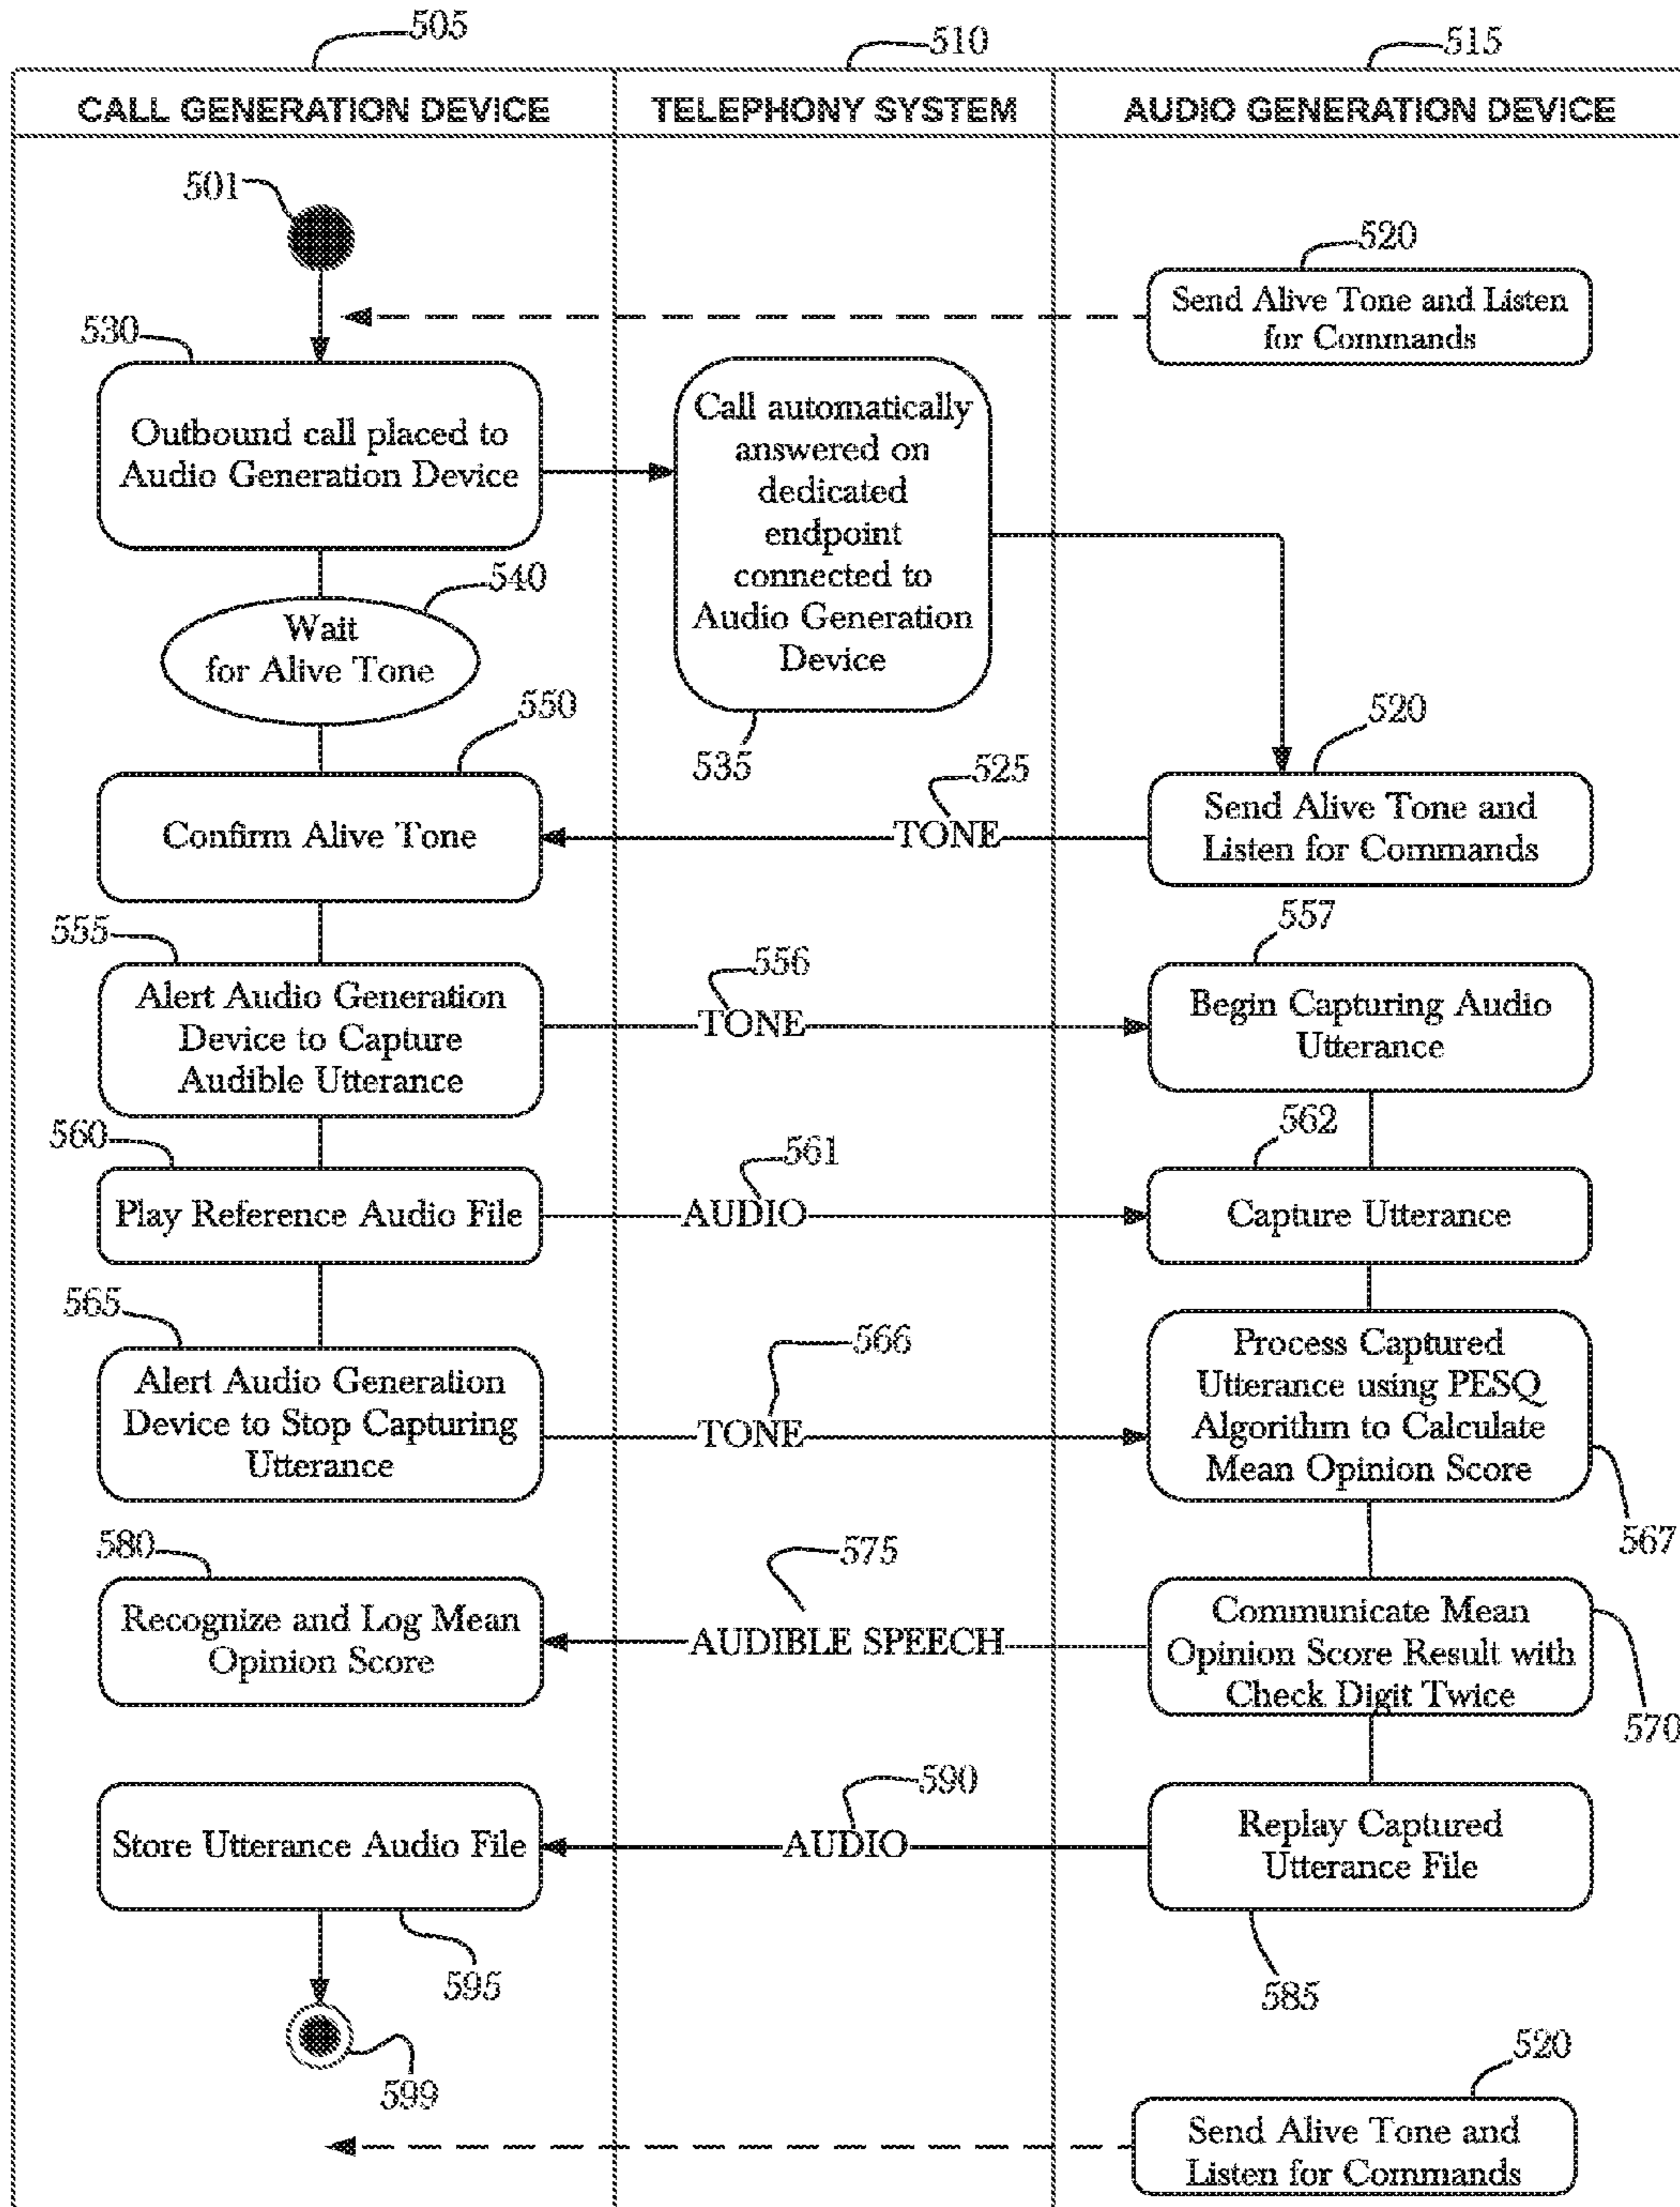 505
510
515
CALL GENERATION DEVICE
TELEPHONY SYSTEM
AUDIO GENERATION DEVICE
501
520
Send Alive Tone and Listen
for Commands
530
Outbound call placed to
Audio Generation Device
Call automatically
answered on
dedicated
endpoint
connected to
Audio Generation
Device
535
540
Wait
for Alive Tone
550
Confirm Alive Tone
525
TONE
520
Send Alive Tone and
Listen for Commands
555
Alert Audio Generation
Device to Capture
Audible Utterance
556
TONE
557
Begin Capturing Audio
Utterance
560
Play Reference Audio File
561
AUDIO
562
Capture Utterance
565
Alert Audio Generation
Device to Stop Capturing
Utterance
566
TONE
Process Captured
Utterance using PESQ
Algorithm to Calculate
Mean Opinion Score
567
580
Recognize and Log Mean
Opinion Score
575
AUDIBLE SPEECH
Communicate Mean
Opinion Score Result with
Check Digit Twice
570
Store Utterance Audio File
595
590
AUDIO
Replay Captured
Utterance File
585
599
520
Send Alive Tone and
Listen for Commands